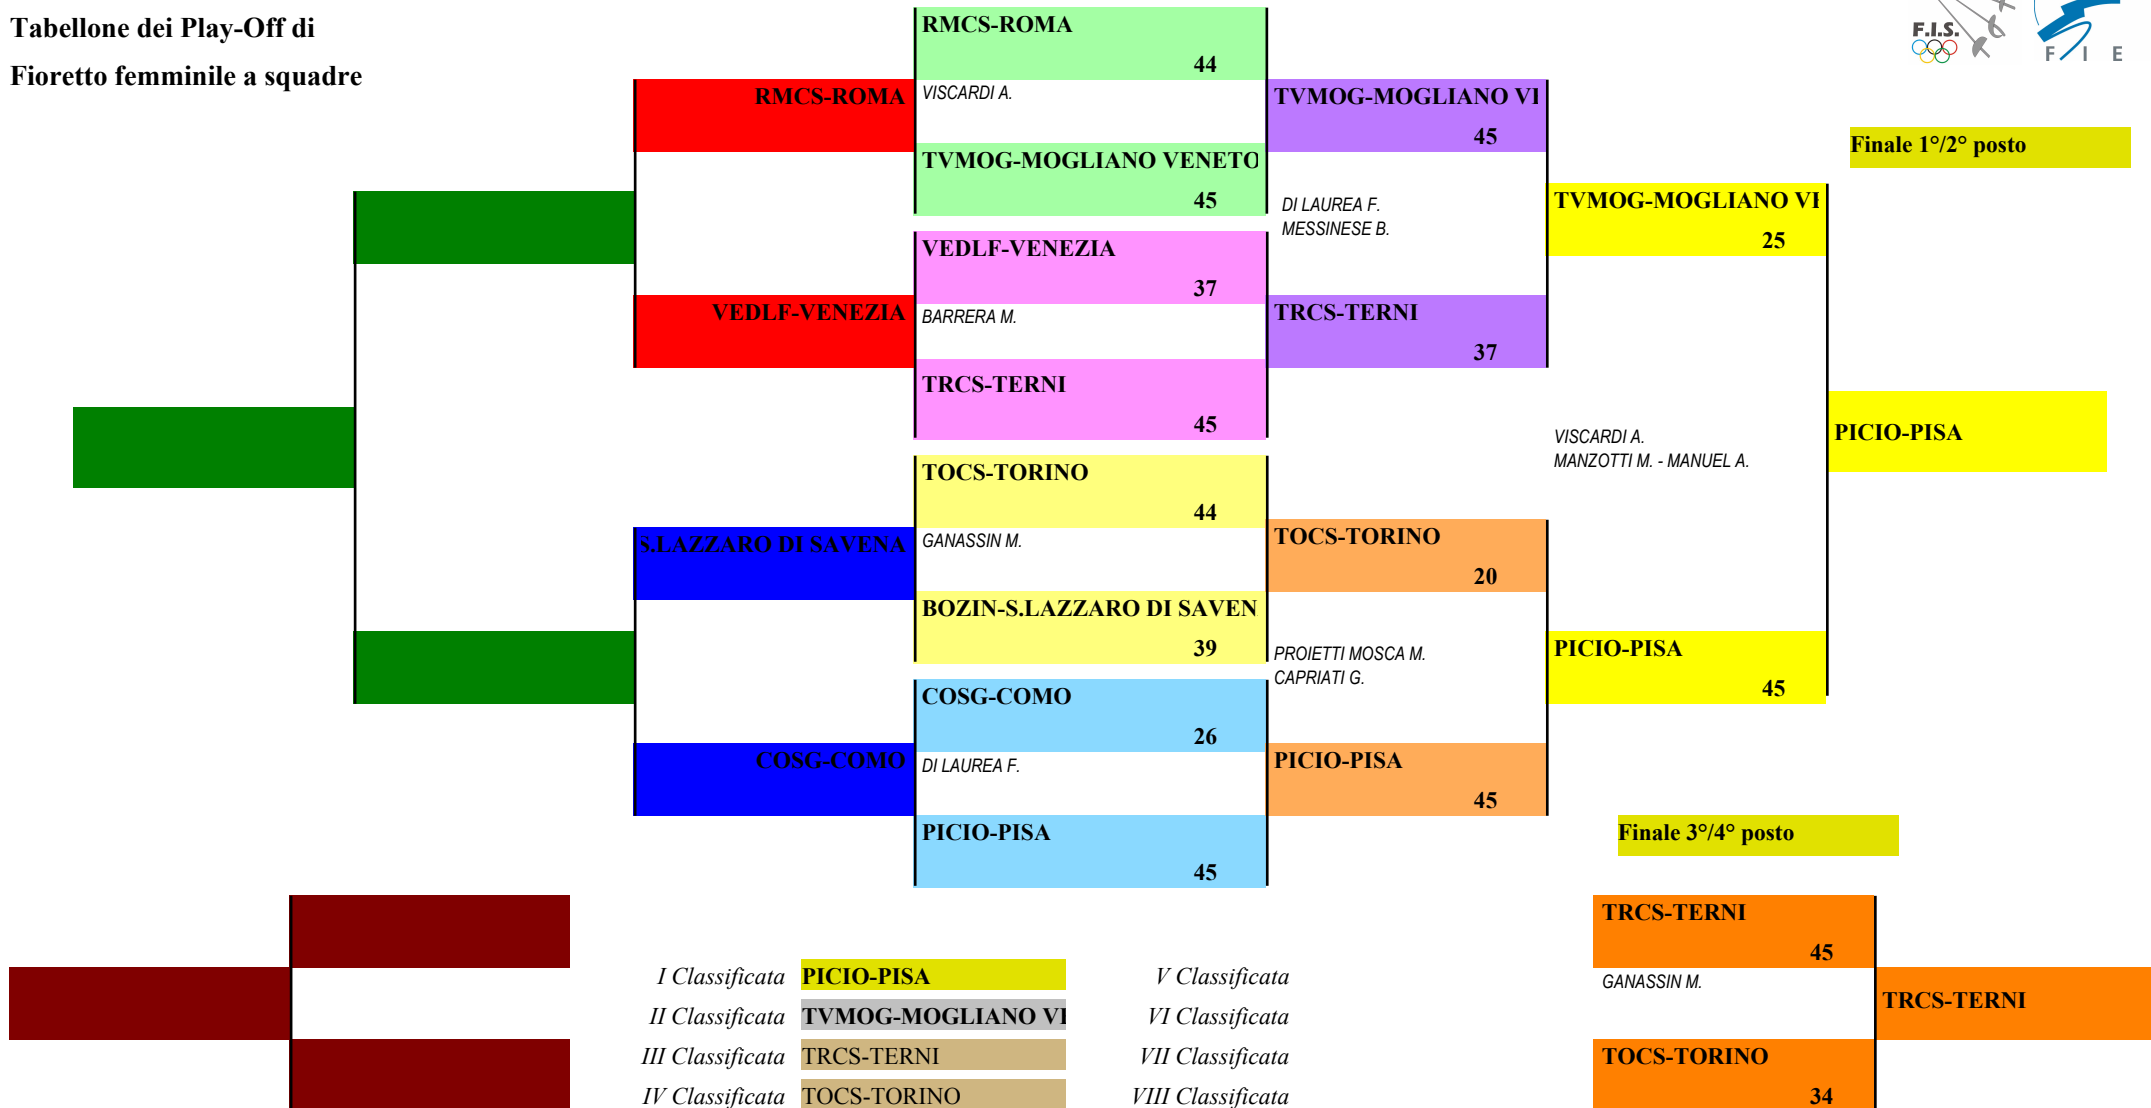 Tabellone dei Play-Off di
Fioretto femminile a squadre
F.I.S.
F I E
RMCS-ROMA
44
RMCS-ROMA
VISCARDI A.
TVMOG-MOGLIANO VE
45
Finale 1°/2° posto
TVMOG-MOGLIANO VENETO
45
DI LAUREA F.
MESSINESE B.
TVMOG-MOGLIANO VE
25
VEDLF-VENEZIA
37
VEDLF-VENEZIA
BARRERA M.
TRCS-TERNI
37
TRCS-TERNI
45
VISCARDI A.
MANZOTTI M. - MANUEL A.
PICIO-PISA
TOCS-TORINO
44
S.LAZZARO DI SAVENA
GANASSIN M.
TOCS-TORINO
20
BOZIN-S.LAZZARO DI SAVEN
39
PROIETTI MOSCA M.
CAPRIATI G.
PICIO-PISA
45
COSG-COMO
26
COSG-COMO
DI LAUREA F.
PICIO-PISA
45
PICIO-PISA
45
Finale 3°/4° posto
TRCS-TERNI
45
GANASSIN M.
TRCS-TERNI
TOCS-TORINO
34
I Classificata PICIO-PISA V Classificata
II Classificata TVMOG-MOGLIANO VE VI Classificata
III Classificata TRCS-TERNI VII Classificata
IV Classificata TOCS-TORINO VIII Classificata